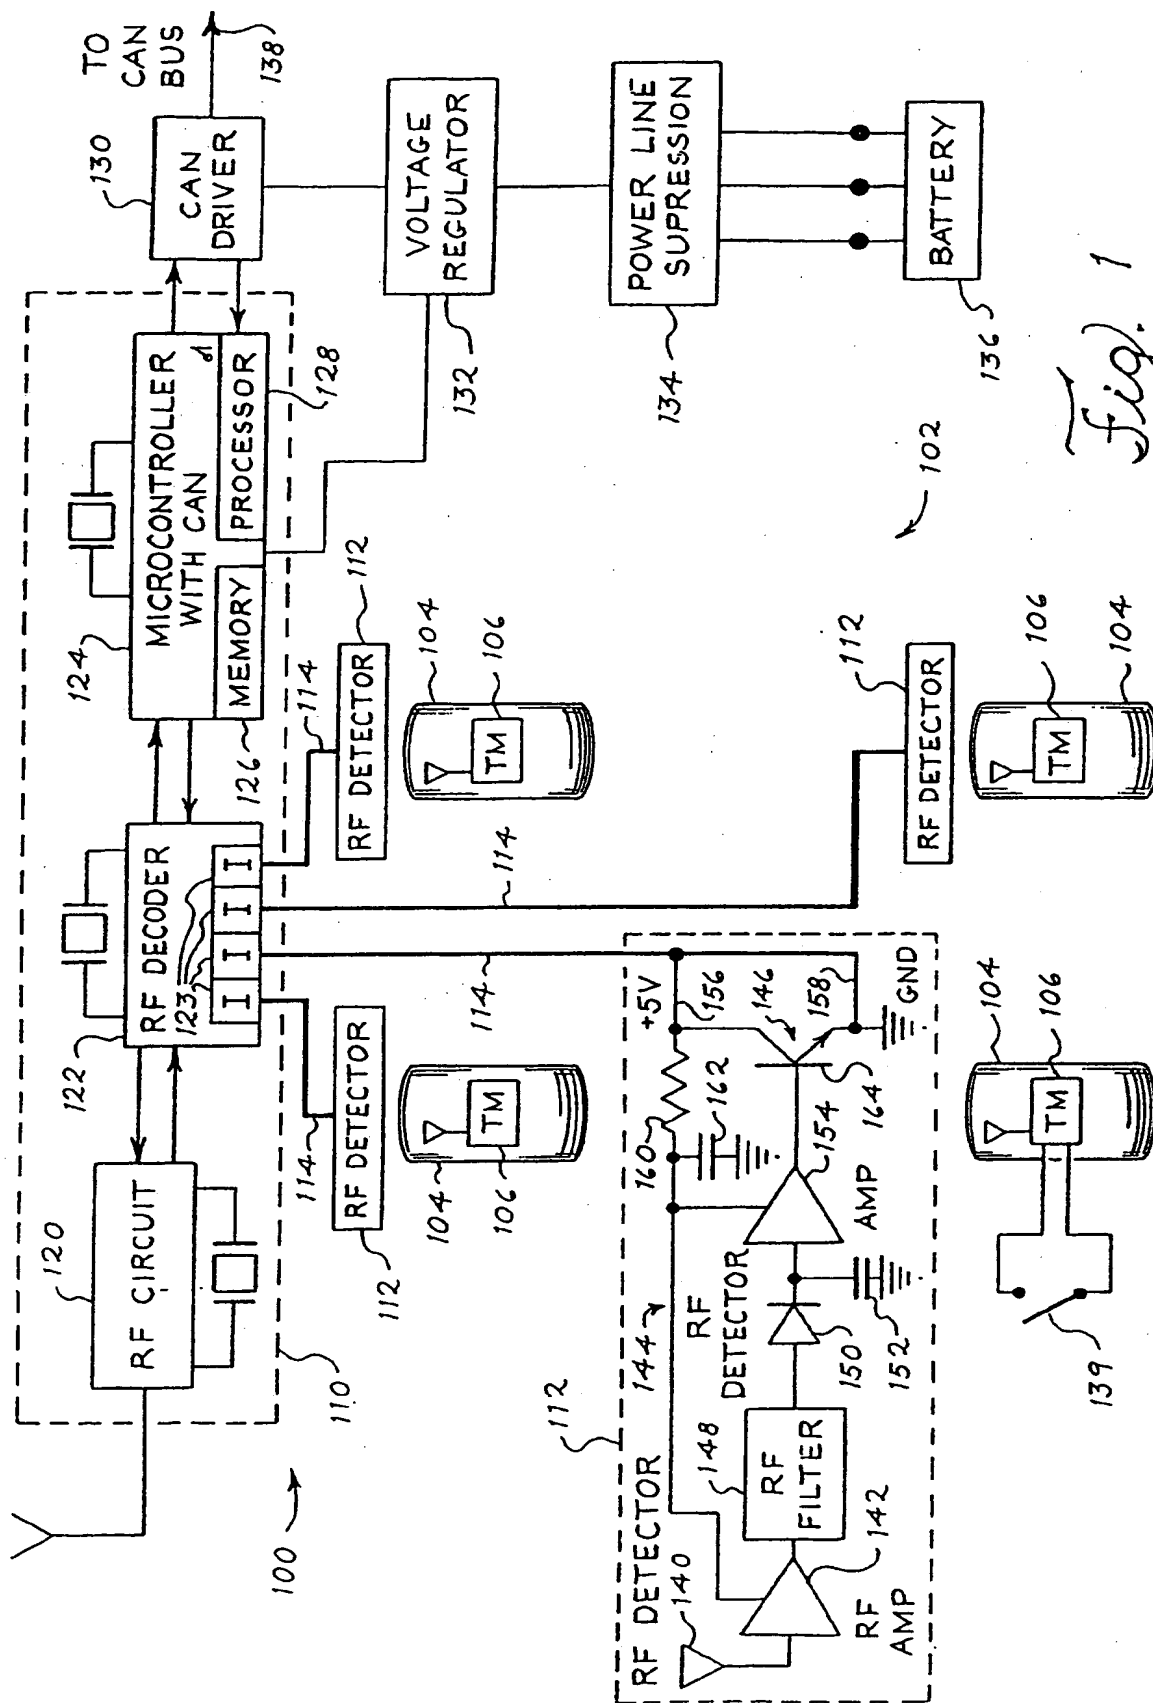 TO
CAN
BUS
138
130
CAN
DRIVER
VOLTAGE
REGULATOR
132
POWER LINE
SUPRESSION
134
BATTERY
136
Fig. 1
124
MICROCONTROLLER
WITH CAN
MEMORY
126
PROCESSOR
128
122
RF DECODER
123
I I I I
120
RF CIRCUIT
110
100
102
114
112
RF DETECTOR
104
TM
106
114
RF DETECTOR
112
104
TM
106
114
112
RF DETECTOR
106
TM
104
114
112
RF DETECTOR
140
142
RF
AMP
148
RF
FILTER
144
RF
DETECTOR
150
152
AMP
154
160
162
+5V
156
146
158
164
GND
104
106
TM
139